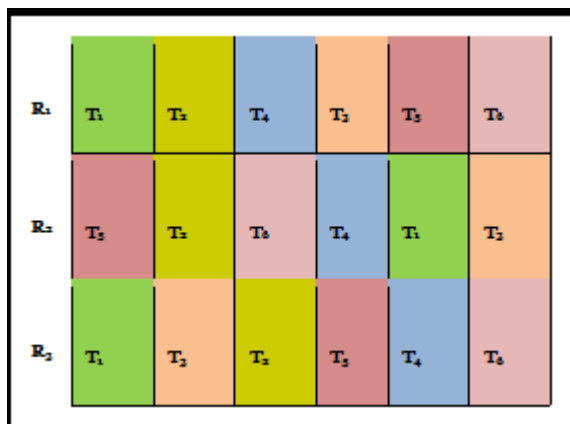 R₁ T₁ T₂ T₄ T₃ T₅ T₆
R₂ T₅ T₂ T₆ T₄ T₁ T₃
R₃ T₁ T₃ T₂ T₅ T₄ T₆